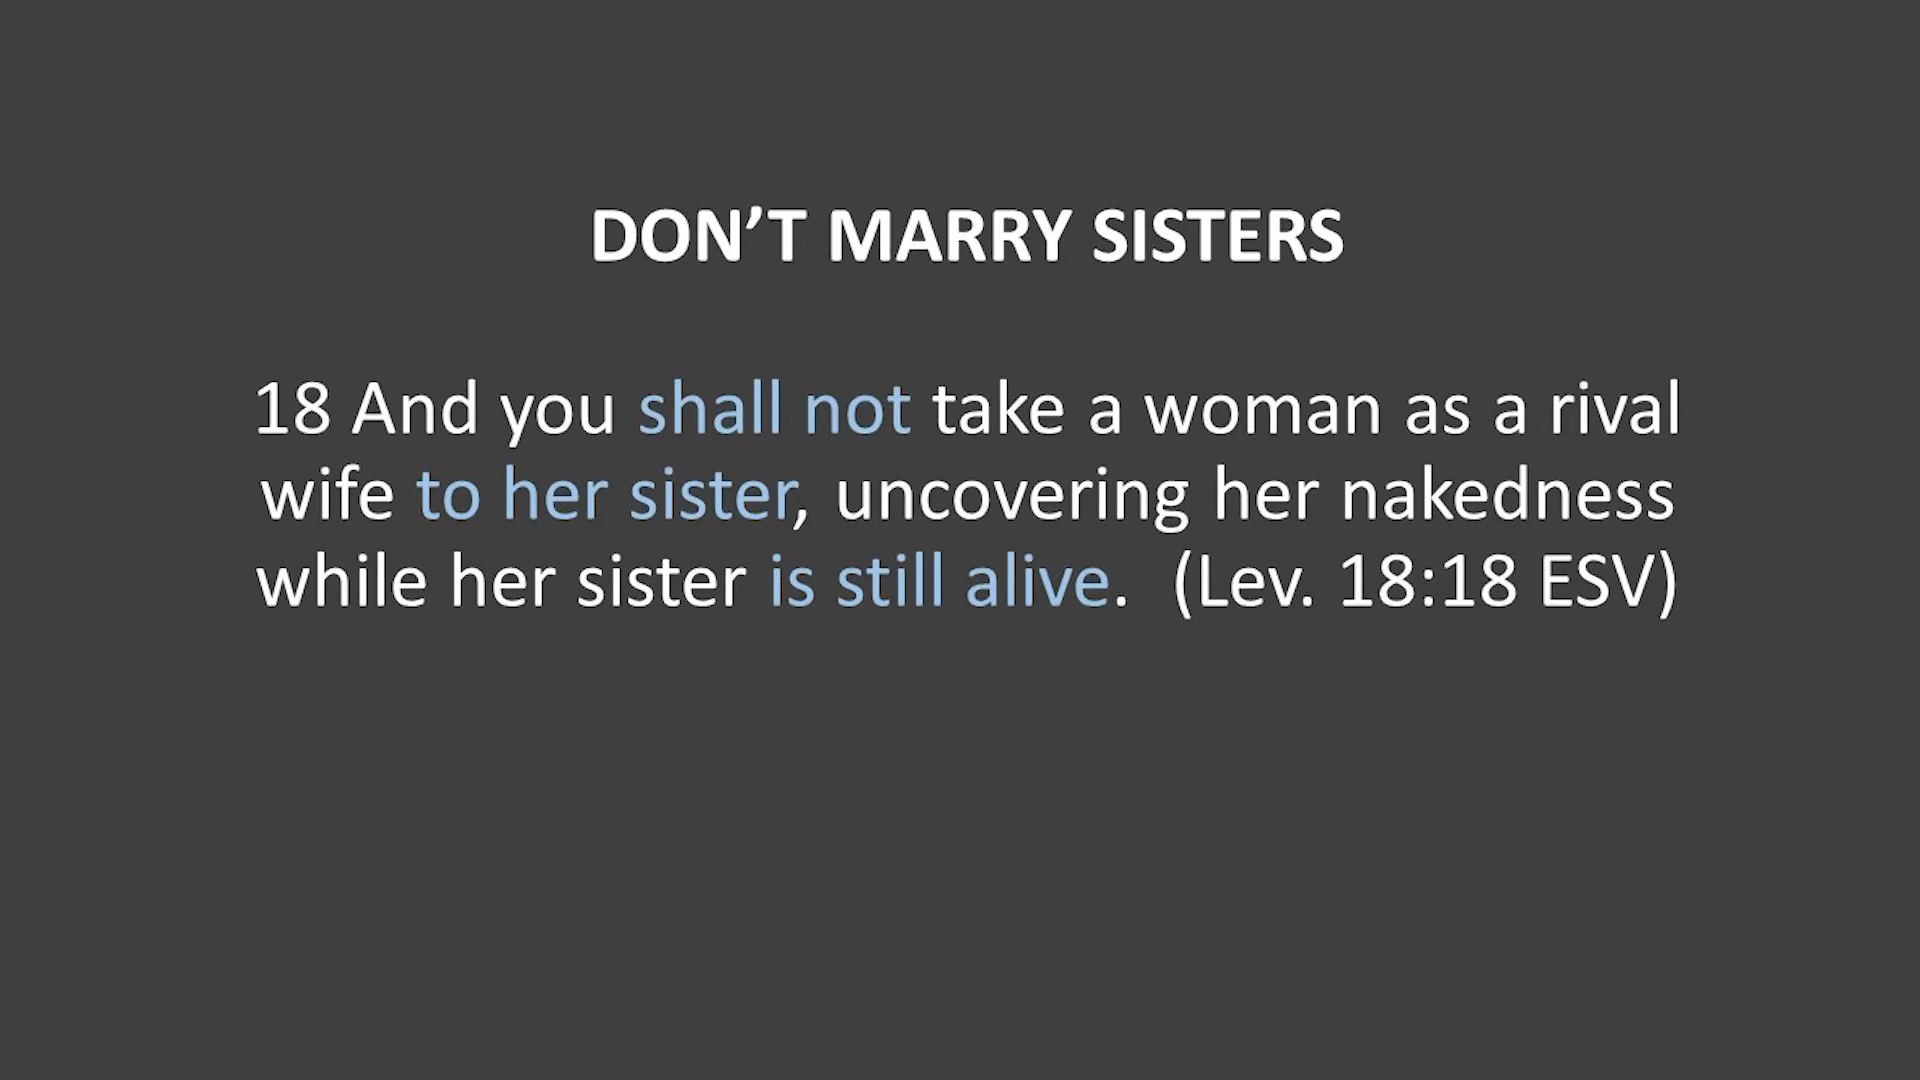 DON’T MARRY SISTERS
18 And you shall not take a woman as a rival
wife to her sister, uncovering her nakedness
while her sister is still alive.  (Lev. 18:18 ESV)